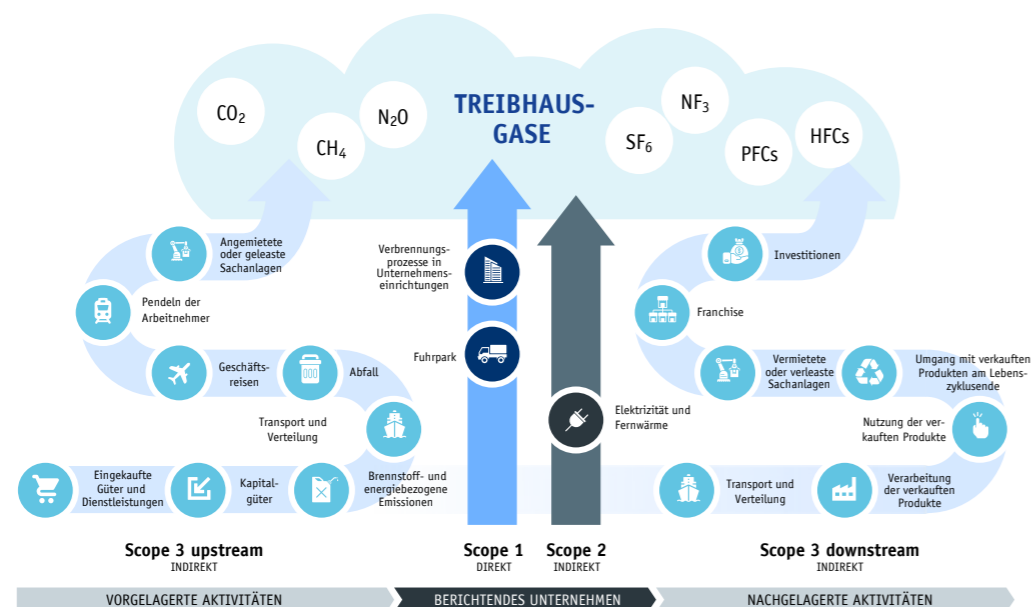 TREIBHAUS-
GASE
CO₂
CH₄
N₂O
SF₆
NF₃
PFCs
HFCs
Angemietete
oder geleaste
Sachanlagen
Pendeln der
Arbeitnehmer
Geschäfts-
reisen
Abfall
Transport und
Verteilung
Eingekaufte
Güter und
Dienstleistungen
Kapital-
güter
Brennstoff- und
energiebezogene
Emissionen
Verbrennungs-
prozesse in
Unternehmens-
einrichtungen
Fuhrpark
Elektrizität und
Fernwärme
Investitionen
Franchise
Vermietete
oder verleaste
Sachanlagen
Umgang mit verkauften
Produkten am Lebens-
zyklusende
Nutzung der ver-
kauften Produkte
Transport und
Verteilung
Verarbeitung
der verkauften
Produkte
Scope 3 upstream
INDIREKT
Scope 1
DIREKT
Scope 2
INDIREKT
Scope 3 downstream
INDIREKT
VORGELAGERTE AKTIVITÄTEN
BERICHTENDES UNTERNEHMEN
NACHGELAGERTE AKTIVITÄTEN